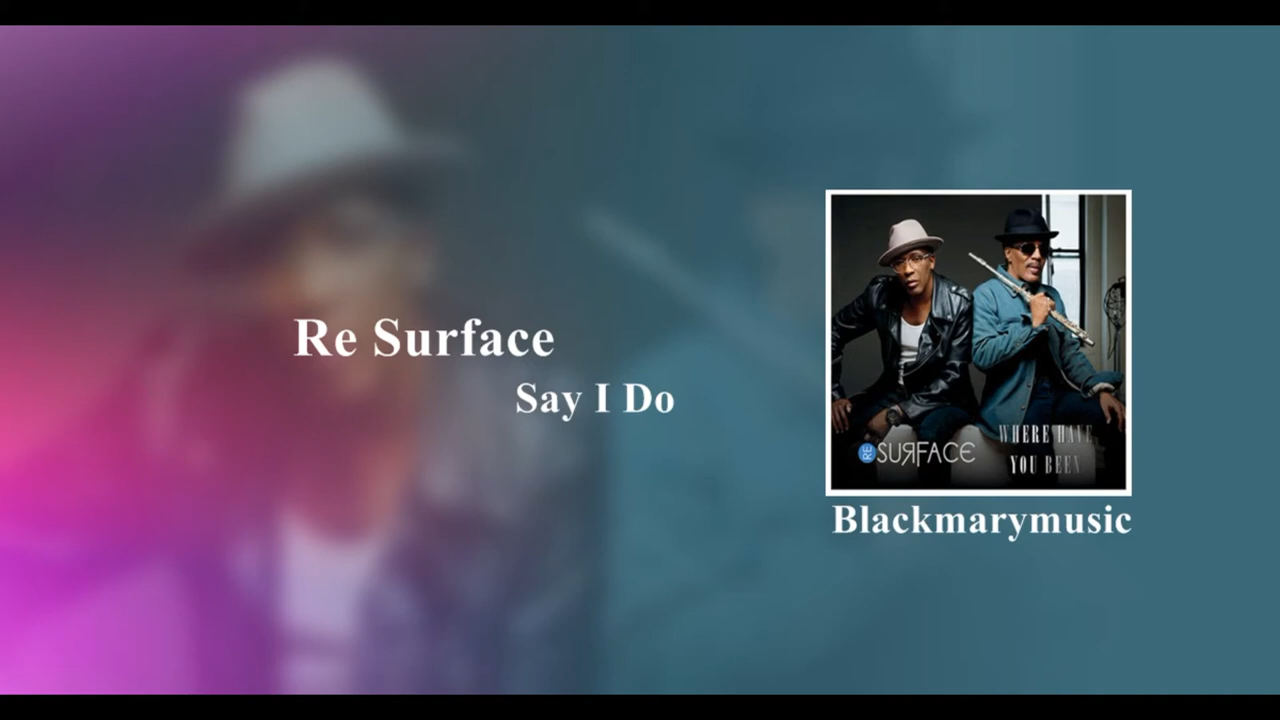 Re Surface
Say I Do
RE SURFACE
WHERE HAVE
YOU BEEN
Blackmarymusic